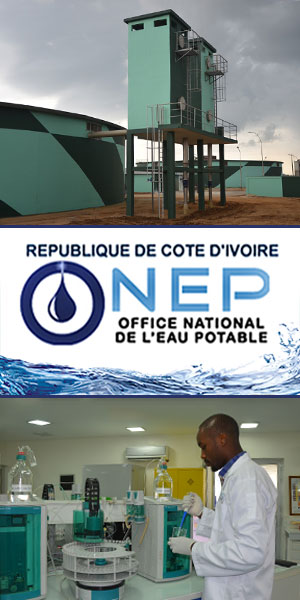 REPUBLIQUE DE COTE D'IVOIRE
ONEP
OFFICE NATIONAL
DE L'EAU POTABLE